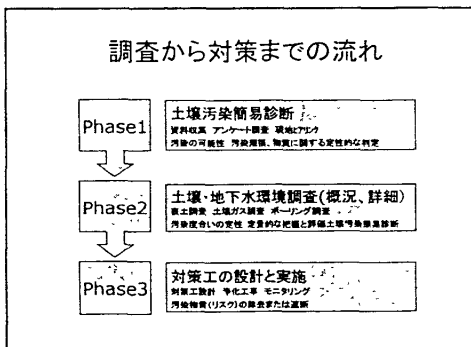 調査から対策までの流れ
Phase1
土壌汚染簡易診断
資料収集 アンケート調査 現地ヒアリング
汚染の可能性 汚染規模、物質に関する定性的な判定
Phase2
土壌・地下水環境調査(概況、詳細)
表土調査 土壌ガス調査 ボーリング調査
汚染度合いの定性 定量的な把握と評価土壌汚染簡易診断
Phase3
対策工の設計と実施
対策工設計 浄化工事 モニタリング
汚染物質(リスク)の除去または遮断